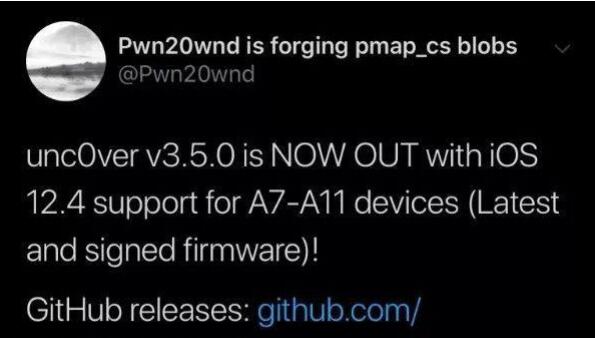 Pwn20wnd is forging pmap_cs blobs
@Pwn20wnd
unc0ver v3.5.0 is NOW OUT with iOS
12.4 support for A7-A11 devices (Latest
and signed firmware)!
GitHub releases: github.com/